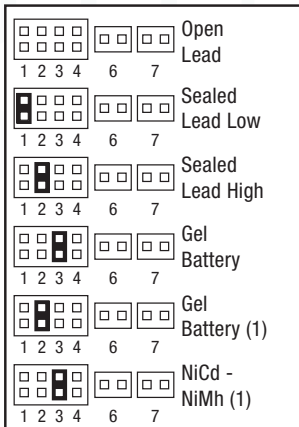 Open
Lead
1 2 3 4 6 7
Sealed
Lead Low
1 2 3 4 6 7
Sealed
Lead High
1 2 3 4 6 7
Gel
Battery
1 2 3 4 6 7
Gel
Battery (1)
1 2 3 4 6 7
NiCd -
NiMh (1)
1 2 3 4 6 7